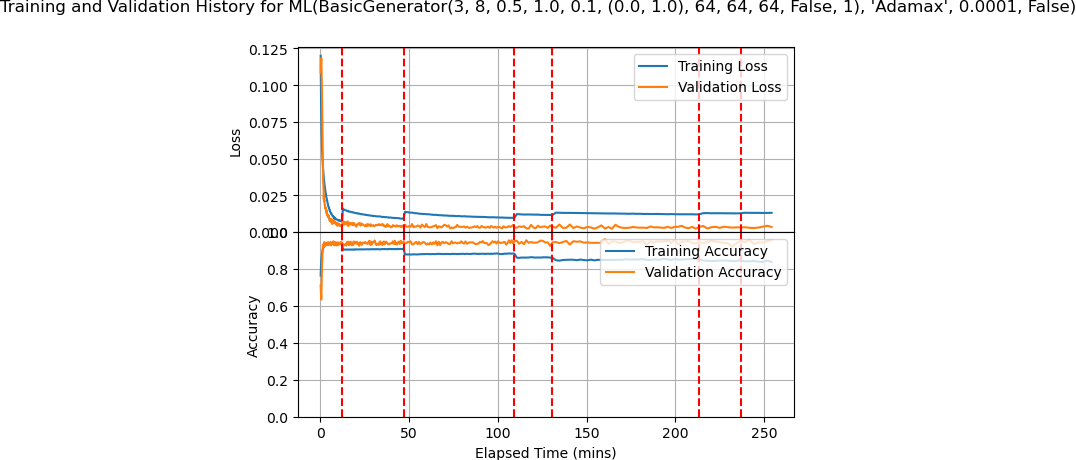 Training and Validation History for ML(BasicGenerator(3, 8, 0.5, 1.0, 0.1, (0.0, 1.0), 64, 64, 64, False, 1), 'Adamax', 0.0001, False)
0.125
0.100
0.075
0.050
0.025
0.000
Loss
Training Loss
Validation Loss
1.0
0.8
0.6
0.4
0.2
0.0
Accuracy
Training Accuracy
Validation Accuracy
0 50 100 150 200 250
Elapsed Time (mins)